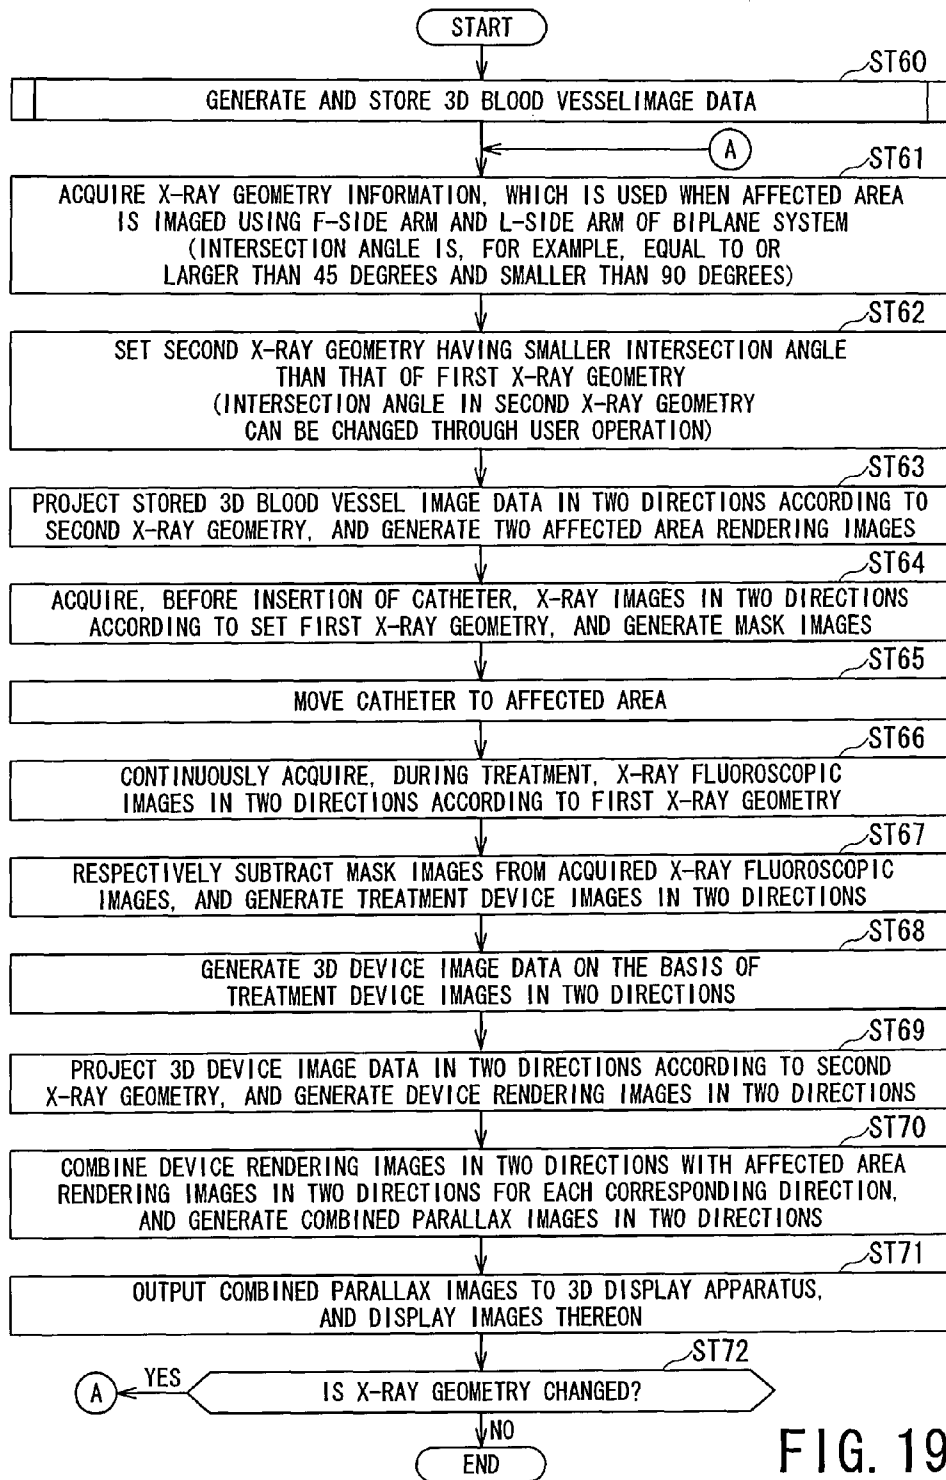 START
ST60
GENERATE AND STORE 3D BLOOD VESSELIMAGE DATA
A
ST61
ACQUIRE X-RAY GEOMETRY INFORMATION, WHICH IS USED WHEN AFFECTED AREA
IS IMAGED USING F-SIDE ARM AND L-SIDE ARM OF BIPLANE SYSTEM
(INTERSECTION ANGLE IS, FOR EXAMPLE, EQUAL TO OR
LARGER THAN 45 DEGREES AND SMALLER THAN 90 DEGREES)
ST62
SET SECOND X-RAY GEOMETRY HAVING SMALLER INTERSECTION ANGLE
THAN THAT OF FIRST X-RAY GEOMETRY
(INTERSECTION ANGLE IN SECOND X-RAY GEOMETRY
CAN BE CHANGED THROUGH USER OPERATION)
ST63
PROJECT STORED 3D BLOOD VESSEL IMAGE DATA IN TWO DIRECTIONS ACCORDING TO
SECOND X-RAY GEOMETRY, AND GENERATE TWO AFFECTED AREA RENDERING IMAGES
ST64
ACQUIRE, BEFORE INSERTION OF CATHETER, X-RAY IMAGES IN TWO DIRECTIONS
ACCORDING TO SET FIRST X-RAY GEOMETRY, AND GENERATE MASK IMAGES
ST65
MOVE CATHETER TO AFFECTED AREA
ST66
CONTINUOUSLY ACQUIRE, DURING TREATMENT, X-RAY FLUOROSCOPIC
IMAGES IN TWO DIRECTIONS ACCORDING TO FIRST X-RAY GEOMETRY
ST67
RESPECTIVELY SUBTRACT MASK IMAGES FROM ACQUIRED X-RAY FLUOROSCOPIC
IMAGES, AND GENERATE TREATMENT DEVICE IMAGES IN TWO DIRECTIONS
ST68
GENERATE 3D DEVICE IMAGE DATA ON THE BASIS OF
TREATMENT DEVICE IMAGES IN TWO DIRECTIONS
ST69
PROJECT 3D DEVICE IMAGE DATA IN TWO DIRECTIONS ACCORDING TO SECOND
X-RAY GEOMETRY, AND GENERATE DEVICE RENDERING IMAGES IN TWO DIRECTIONS
ST70
COMBINE DEVICE RENDERING IMAGES IN TWO DIRECTIONS WITH AFFECTED AREA
RENDERING IMAGES IN TWO DIRECTIONS FOR EACH CORRESPONDING DIRECTION,
AND GENERATE COMBINED PARALLAX IMAGES IN TWO DIRECTIONS
ST71
OUTPUT COMBINED PARALLAX IMAGES TO 3D DISPLAY APPARATUS,
AND DISPLAY IMAGES THEREON
ST72
A YES IS X-RAY GEOMETRY CHANGED?
NO
END
FIG. 19